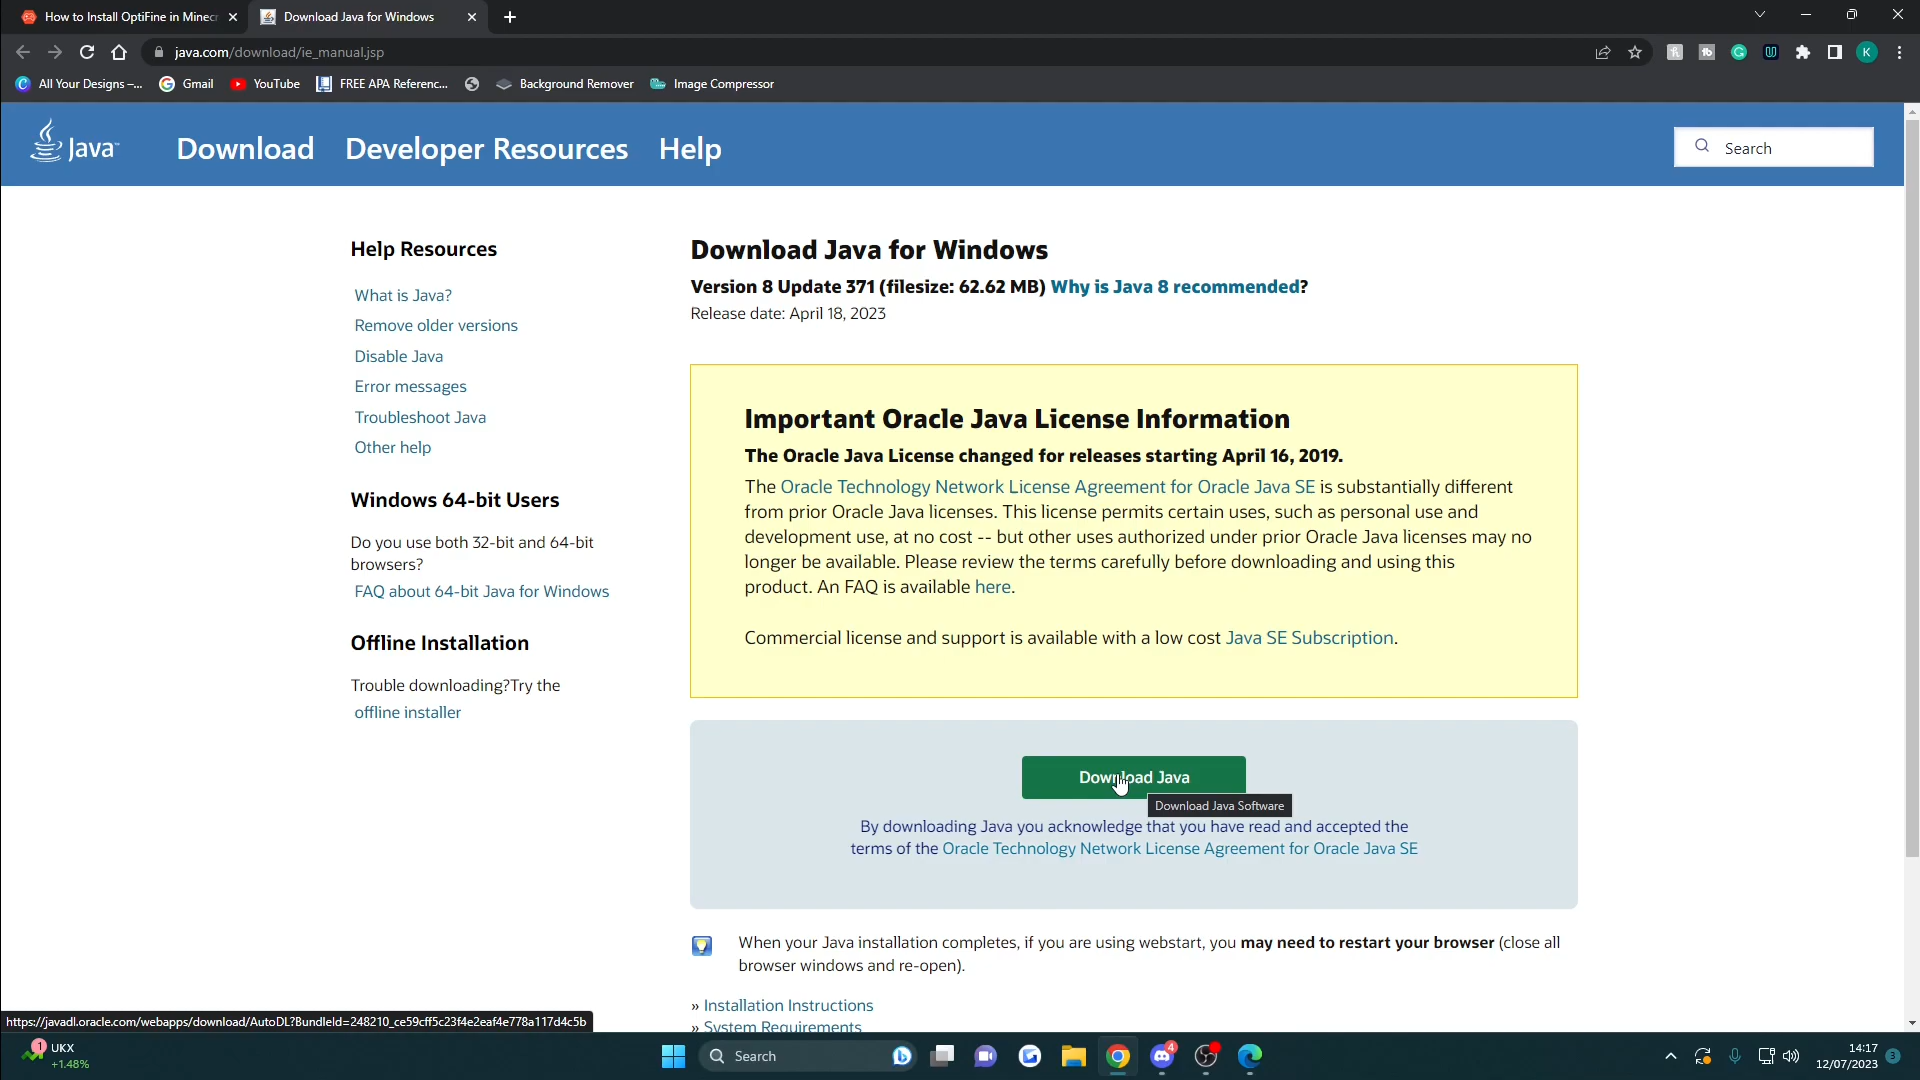 How to Install OptiFine in Minecr
Download Java for Windows
java.com/download/ie_manual.jsp
K
All Your Designs –...
Gmail
YouTube
FREE APA Referenc...
Background Remover
Image Compressor
Java
Download
Developer Resources
Help
Search
Help Resources
What is Java?
Remove older versions
Disable Java
Error messages
Troubleshoot Java
Other help
Windows 64-bit Users
Do you use both 32-bit and 64-bit
browsers?
FAQ about 64-bit Java for Windows
Offline Installation
Trouble downloading?Try the
offline installer
Download Java for Windows
Version 8 Update 371 (filesize: 62.62 MB) Why is Java 8 recommended?
Release date: April 18, 2023
Important Oracle Java License Information
The Oracle Java License changed for releases starting April 16, 2019.
The Oracle Technology Network License Agreement for Oracle Java SE is substantially different
from prior Oracle Java licenses. This license permits certain uses, such as personal use and
development use, at no cost -- but other uses authorized under prior Oracle Java licenses may no
longer be available. Please review the terms carefully before downloading and using this
product. An FAQ is available here.
Commercial license and support is available with a low cost Java SE Subscription.
Download Java
Download Java Software
By downloading Java you acknowledge that you have read and accepted the
terms of the Oracle Technology Network License Agreement for Oracle Java SE
When your Java installation completes, if you are using webstart, you may need to restart your browser (close all
browser windows and re-open).
» Installation Instructions
» System Requirements
https://javadl.oracle.com/webapps/download/AutoDL?BundleId=248210_ce59cff5c23f4e2eaf4e778a117d4c5b
1
UKX
+1.48%
Search
4
14:17
12/07/2023
3